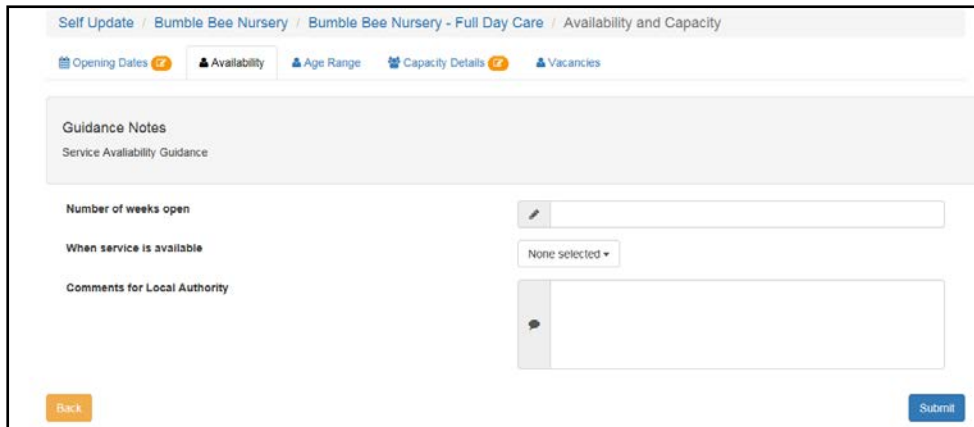 Self Update / Bumble Bee Nursery / Bumble Bee Nursery - Full Day Care / Availability and Capacity
Opening Dates Availability Age Range Capacity Details Vacancies
Guidance Notes
Service Avaliability Guidance
Number of weeks open
When service is available None selected
Comments for Local Authority
Back Submit